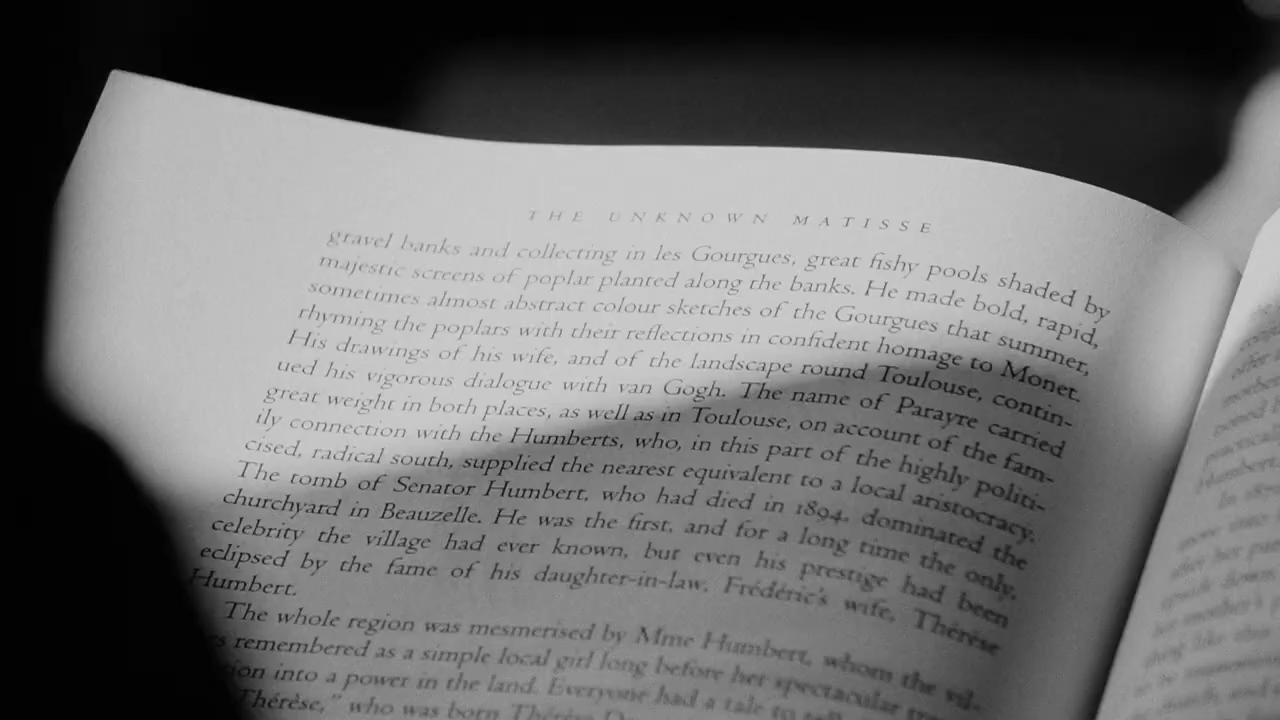 THE UNKNOWN MATISSE
gravel banks and collecting in les Gourgues, great fishy pools shaded by
majestic screens of poplar planted along the banks. He made bold, rapid,
sometimes almost abstract colour sketches of the Gourgues that summer,
rhyming the poplars with their reflections in confident homage to Monet.
His drawings of his wife, and of the landscape round Toulouse, contin-
ued his vigorous dialogue with van Gogh. The name of Parayre carried
great weight in both places, as well as in Toulouse, on account of the fam-
ily connection with the Humberts, who, in this part of the highly politi-
cised, radical south, supplied the nearest equivalent to a local aristocracy.
The tomb of Senator Humbert, who had died in 1894, dominated the
churchyard in Beauzelle. He was the first, and for a long time the only,
celebrity the village had ever known, but even his prestige had been
eclipsed by the fame of his daughter-in-law, Frédéric's wife, Thérèse
Humbert.
The whole region was mesmerised by Mme Humbert, whom the vil-
remembered as a simple local girl long before her spectacular
into a power in the land. Everyone had a tale to
Thérèse," who was born Thérèse